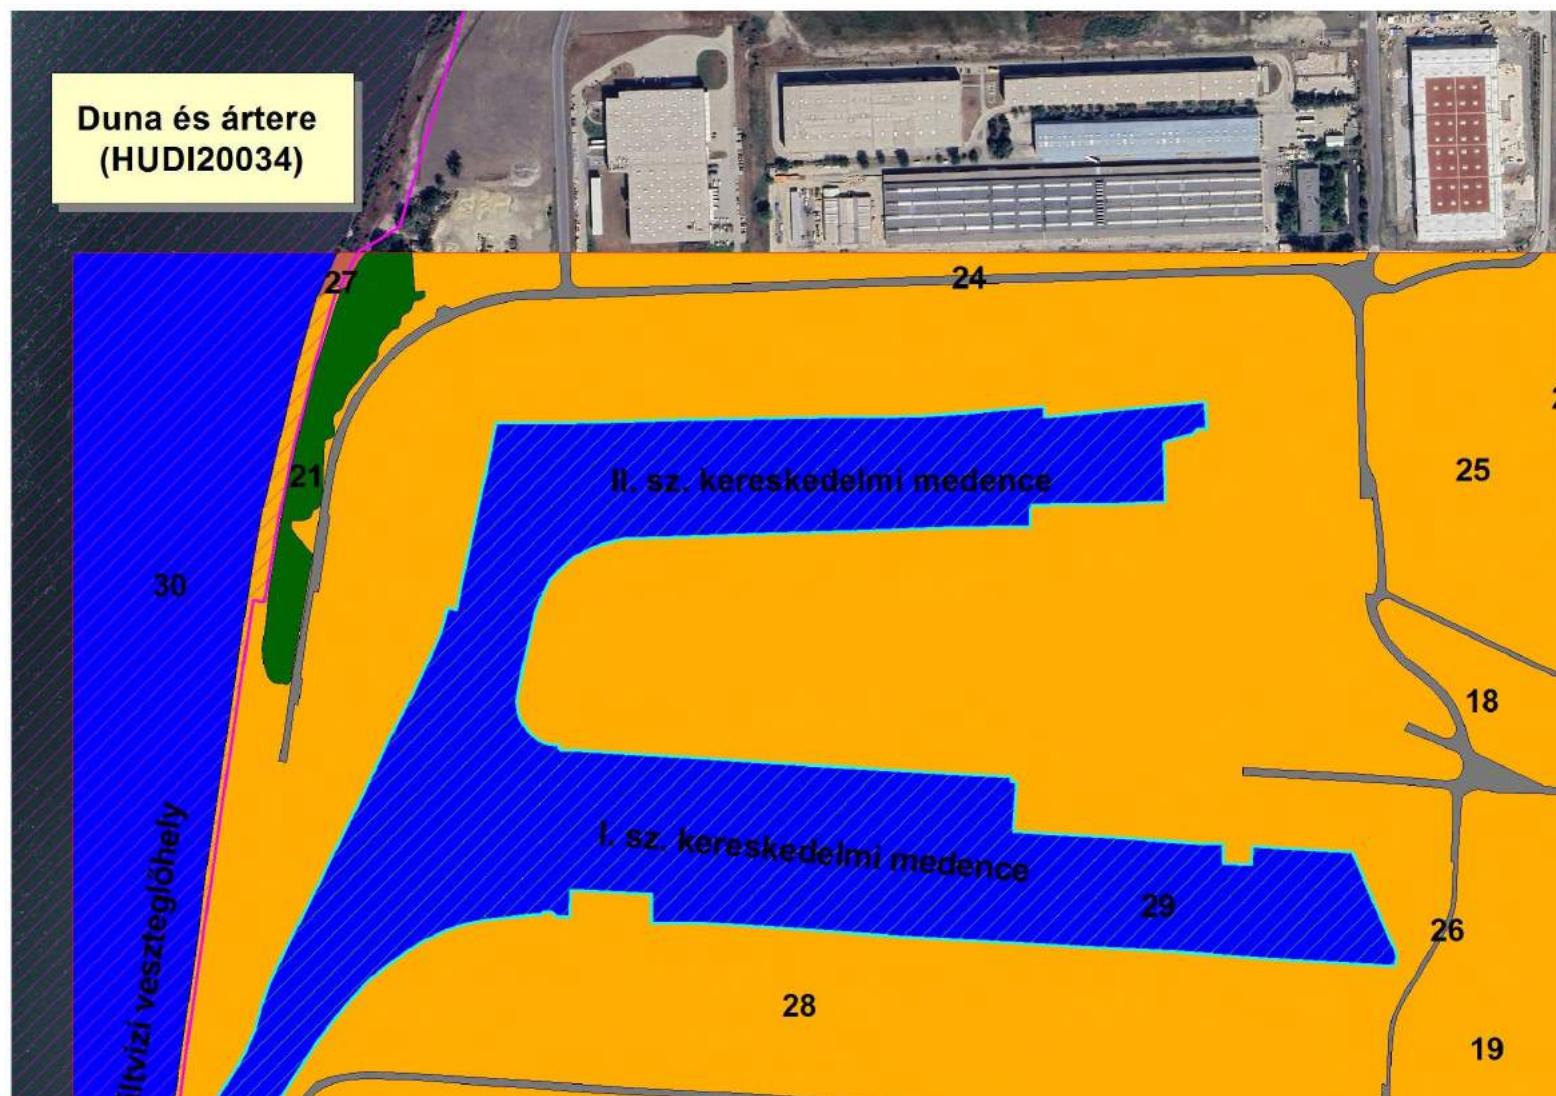 Duna és ártere
(HUDI20034)
27
24
25
21
II. sz. kereskedelmi medence
30
18
I. sz. kereskedelmi medence
29
26
28
19
veszteglőhely